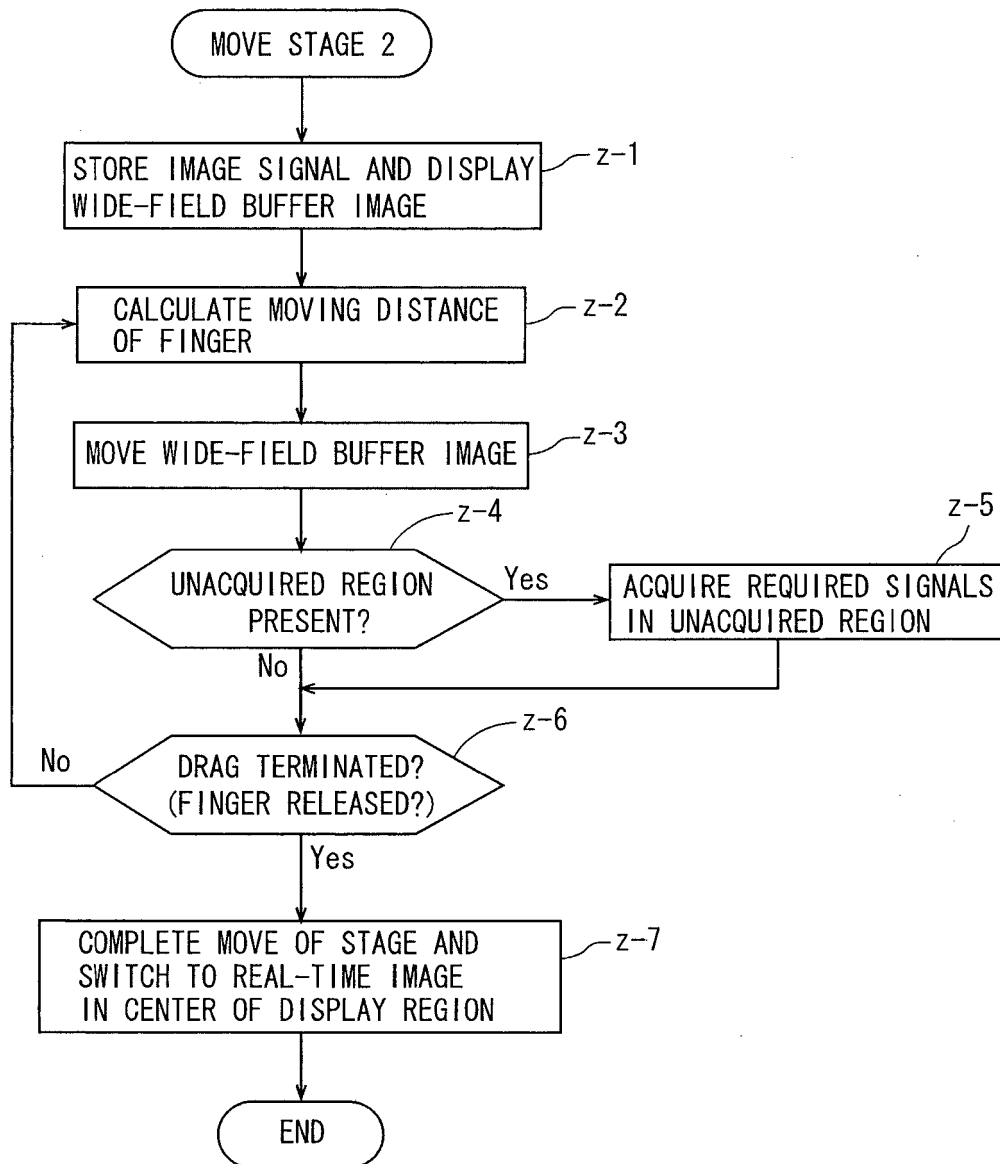 MOVE STAGE 2
STORE IMAGE SIGNAL AND DISPLAY
WIDE-FIELD BUFFER IMAGE
z-1
CALCULATE MOVING DISTANCE
OF FINGER
z-2
MOVE WIDE-FIELD BUFFER IMAGE
z-3
z-4
UNACQUIRED REGION
PRESENT?
Yes
z-5
ACQUIRE REQUIRED SIGNALS
IN UNACQUIRED REGION
No
z-6
No
DRAG TERMINATED?
(FINGER RELEASED?)
Yes
COMPLETE MOVE OF STAGE AND
SWITCH TO REAL-TIME IMAGE
IN CENTER OF DISPLAY REGION
z-7
END